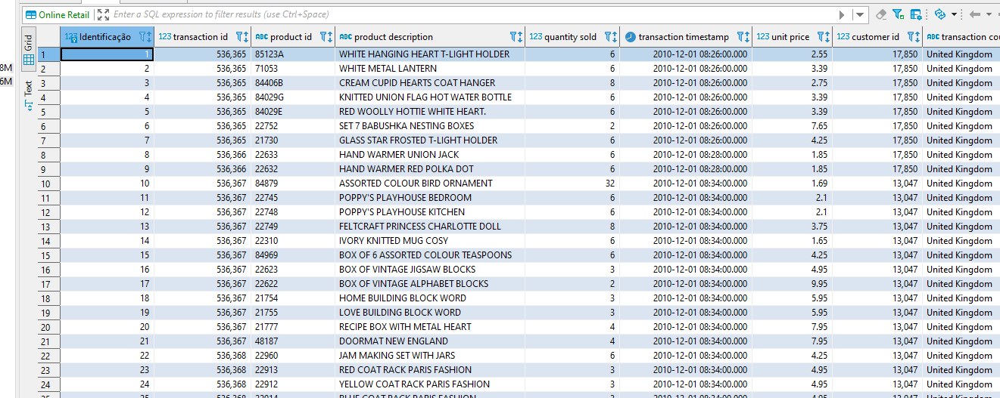 Online Retail Enter a SQL expression to filter results (use Ctrl+Space)
Grid
Text
8M
6M
123 Identificação 123 transaction id ABC product id ABC product description 123 quantity sold transaction timestamp 123 unit price 123 customer id ABC transaction cou
1 1 536,365 85123A WHITE HANGING HEART T-LIGHT HOLDER 6 2010-12-01 08:26:00.000 2.55 17,850 United Kingdom
2 2 536,365 71053 WHITE METAL LANTERN 6 2010-12-01 08:26:00.000 3.39 17,850 United Kingdom
3 3 536,365 84406B CREAM CUPID HEARTS COAT HANGER 8 2010-12-01 08:26:00.000 2.75 17,850 United Kingdom
4 4 536,365 84029G KNITTED UNION FLAG HOT WATER BOTTLE 6 2010-12-01 08:26:00.000 3.39 17,850 United Kingdom
5 5 536,365 84029E RED WOOLLY HOTTIE WHITE HEART. 6 2010-12-01 08:26:00.000 3.39 17,850 United Kingdom
6 6 536,365 22752 SET 7 BABUSHKA NESTING BOXES 2 2010-12-01 08:26:00.000 7.65 17,850 United Kingdom
7 7 536,365 21730 GLASS STAR FROSTED T-LIGHT HOLDER 6 2010-12-01 08:26:00.000 4.25 17,850 United Kingdom
8 8 536,366 22633 HAND WARMER UNION JACK 6 2010-12-01 08:28:00.000 1.85 17,850 United Kingdom
9 9 536,366 22632 HAND WARMER RED POLKA DOT 6 2010-12-01 08:28:00.000 1.85 17,850 United Kingdom
10 10 536,367 84879 ASSORTED COLOUR BIRD ORNAMENT 32 2010-12-01 08:34:00.000 1.69 13,047 United Kingdom
11 11 536,367 22745 POPPY'S PLAYHOUSE BEDROOM 6 2010-12-01 08:34:00.000 2.1 13,047 United Kingdom
12 12 536,367 22748 POPPY'S PLAYHOUSE KITCHEN 6 2010-12-01 08:34:00.000 2.1 13,047 United Kingdom
13 13 536,367 22749 FELTCRAFT PRINCESS CHARLOTTE DOLL 8 2010-12-01 08:34:00.000 3.75 13,047 United Kingdom
14 14 536,367 22310 IVORY KNITTED MUG COSY 6 2010-12-01 08:34:00.000 1.65 13,047 United Kingdom
15 15 536,367 84969 BOX OF 6 ASSORTED COLOUR TEASPOONS 6 2010-12-01 08:34:00.000 4.25 13,047 United Kingdom
16 16 536,367 22623 BOX OF VINTAGE JIGSAW BLOCKS 3 2010-12-01 08:34:00.000 4.95 13,047 United Kingdom
17 17 536,367 22622 BOX OF VINTAGE ALPHABET BLOCKS 2 2010-12-01 08:34:00.000 9.95 13,047 United Kingdom
18 18 536,367 21754 HOME BUILDING BLOCK WORD 3 2010-12-01 08:34:00.000 5.95 13,047 United Kingdom
19 19 536,367 21755 LOVE BUILDING BLOCK WORD 3 2010-12-01 08:34:00.000 5.95 13,047 United Kingdom
20 20 536,367 21777 RECIPE BOX WITH METAL HEART 4 2010-12-01 08:34:00.000 7.95 13,047 United Kingdom
21 21 536,367 48187 DOORMAT NEW ENGLAND 4 2010-12-01 08:34:00.000 7.95 13,047 United Kingdom
22 22 536,368 22960 JAM MAKING SET WITH JARS 6 2010-12-01 08:34:00.000 4.25 13,047 United Kingdom
23 23 536,368 22913 RED COAT RACK PARIS FASHION 3 2010-12-01 08:34:00.000 4.95 13,047 United Kingdom
24 24 536,368 22912 YELLOW COAT RACK PARIS FASHION 3 2010-12-01 08:34:00.000 4.95 13,047 United Kingdom
25 25 536,368 22914 BLUE COAT RACK PARIS FASHION 3 2010-12-01 08:34:00.000 4.95 13,047 United Kingdom